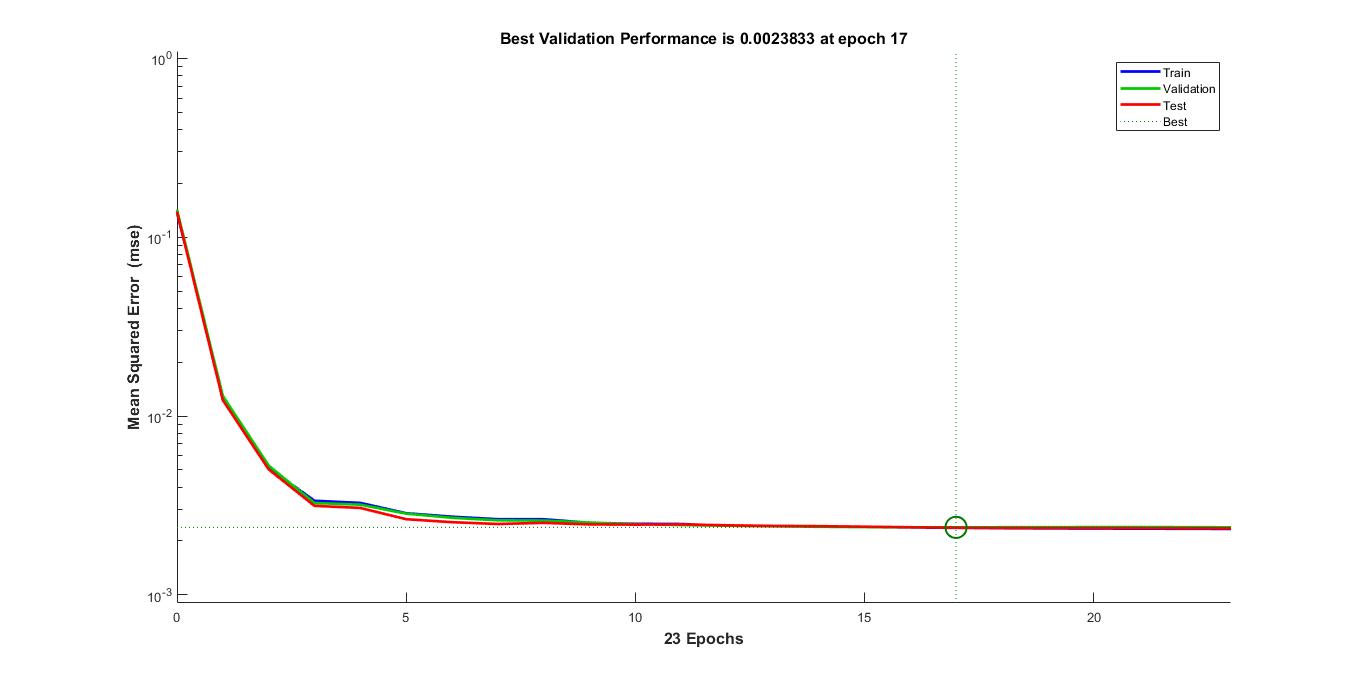 Best Validation Performance is 0.0023833 at epoch 17
Train
Validation
Test
Best
Mean Squared Error (mse)
10^0
10^-1
10^-2
10^-3
0 5 10 15 20
23 Epochs